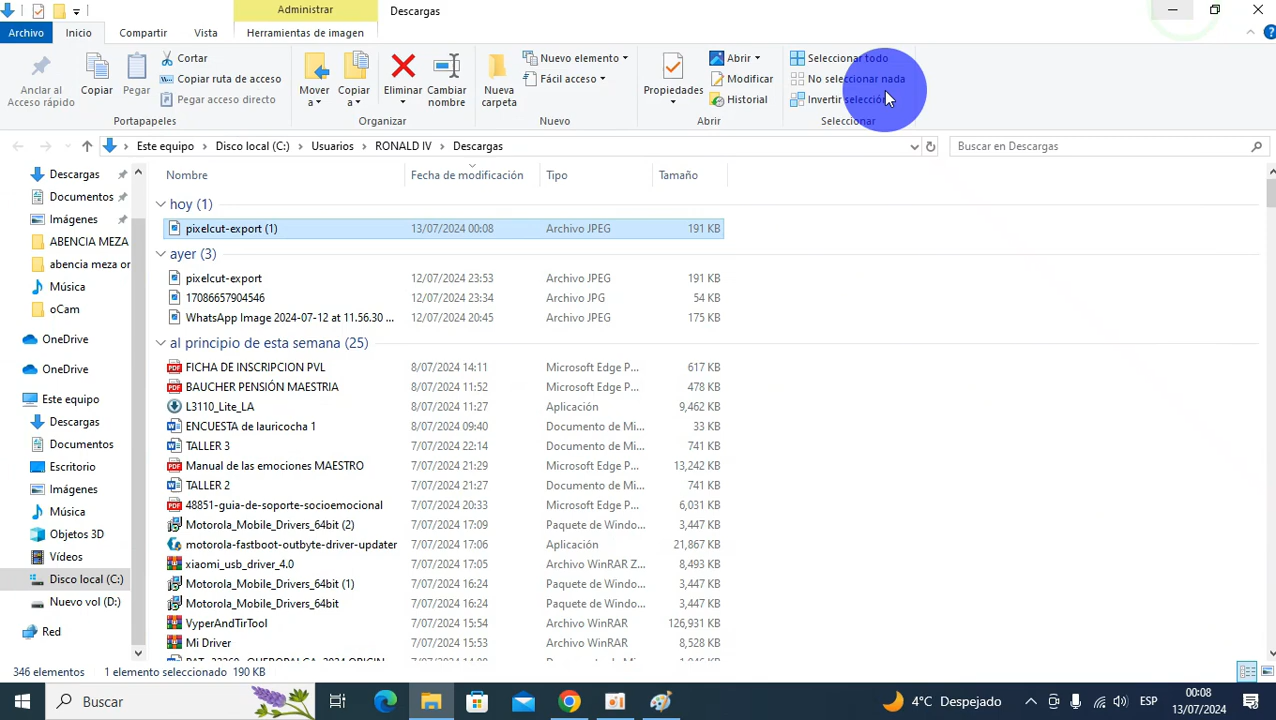 Administrar
Descargas
Archivo
Inicio
Compartir
Vista
Herramientas de imagen
Anclar al
Acceso rápido
Copiar
Pegar
Cortar
Copiar ruta de acceso
Pegar acceso directo
Portapapeles
Mover
a
Copiar
a
Eliminar
Cambiar
nombre
Organizar
Nueva
carpeta
Nuevo elemento
Fácil acceso
Nuevo
Propiedades
Abrir
Modificar
Historial
Abrir
Seleccionar todo
No seleccionar nada
Invertir selección
Seleccionar
Este equipo
Disco local (C:)
Usuarios
RONALD IV
Descargas
Buscar en Descargas
Descargas
Documentos
Imágenes
ABENCIA MEZA
abencia meza or
Música
oCam
OneDrive
OneDrive
Este equipo
Descargas
Documentos
Escritorio
Imágenes
Música
Objetos 3D
Vídeos
Disco local (C:)
Nuevo vol (D:)
Red
Nombre Fecha de modificación Tipo Tamaño
hoy (1)
pixelcut-export (1) 13/07/2024 00:08 Archivo JPEG 191 KB
ayer (3)
pixelcut-export 12/07/2024 23:53 Archivo JPEG 191 KB
17086657904546 12/07/2024 23:34 Archivo JPG 54 KB
WhatsApp Image 2024-07-12 at 11.56.30 ... 12/07/2024 20:45 Archivo JPEG 175 KB
al principio de esta semana (25)
FICHA DE INSCRIPCION PVL 8/07/2024 14:11 Microsoft Edge P... 617 KB
BAUCHER PENSIÓN MAESTRIA 8/07/2024 11:52 Microsoft Edge P... 478 KB
L3110_Lite_LA 8/07/2024 11:27 Aplicación 9,462 KB
ENCUESTA de lauricocha 1 8/07/2024 09:40 Documento de Mi... 33 KB
TALLER 3 7/07/2024 22:14 Documento de Mi... 741 KB
Manual de las emociones MAESTRO 7/07/2024 21:29 Microsoft Edge P... 13,242 KB
TALLER 2 7/07/2024 21:27 Documento de Mi... 741 KB
48851-guia-de-soporte-socioemocional 7/07/2024 20:33 Microsoft Edge P... 6,031 KB
Motorola_Mobile_Drivers_64bit (2) 7/07/2024 17:09 Paquete de Windo... 3,447 KB
motorola-fastboot-outbyte-driver-updater 7/07/2024 17:06 Aplicación 21,867 KB
xiaomi_usb_driver_4.0 7/07/2024 17:05 Archivo WinRAR Z... 8,493 KB
Motorola_Mobile_Drivers_64bit (1) 7/07/2024 16:24 Paquete de Windo... 3,447 KB
Motorola_Mobile_Drivers_64bit 7/07/2024 16:24 Paquete de Windo... 3,447 KB
VyperAndTirTool 7/07/2024 15:54 Archivo WinRAR 126,931 KB
Mi Driver 7/07/2024 15:53 Archivo WinRAR 8,528 KB
346 elementos 1 elemento seleccionado 190 KB
Buscar
4°C Despejado
ESP
00:08
13/07/2024